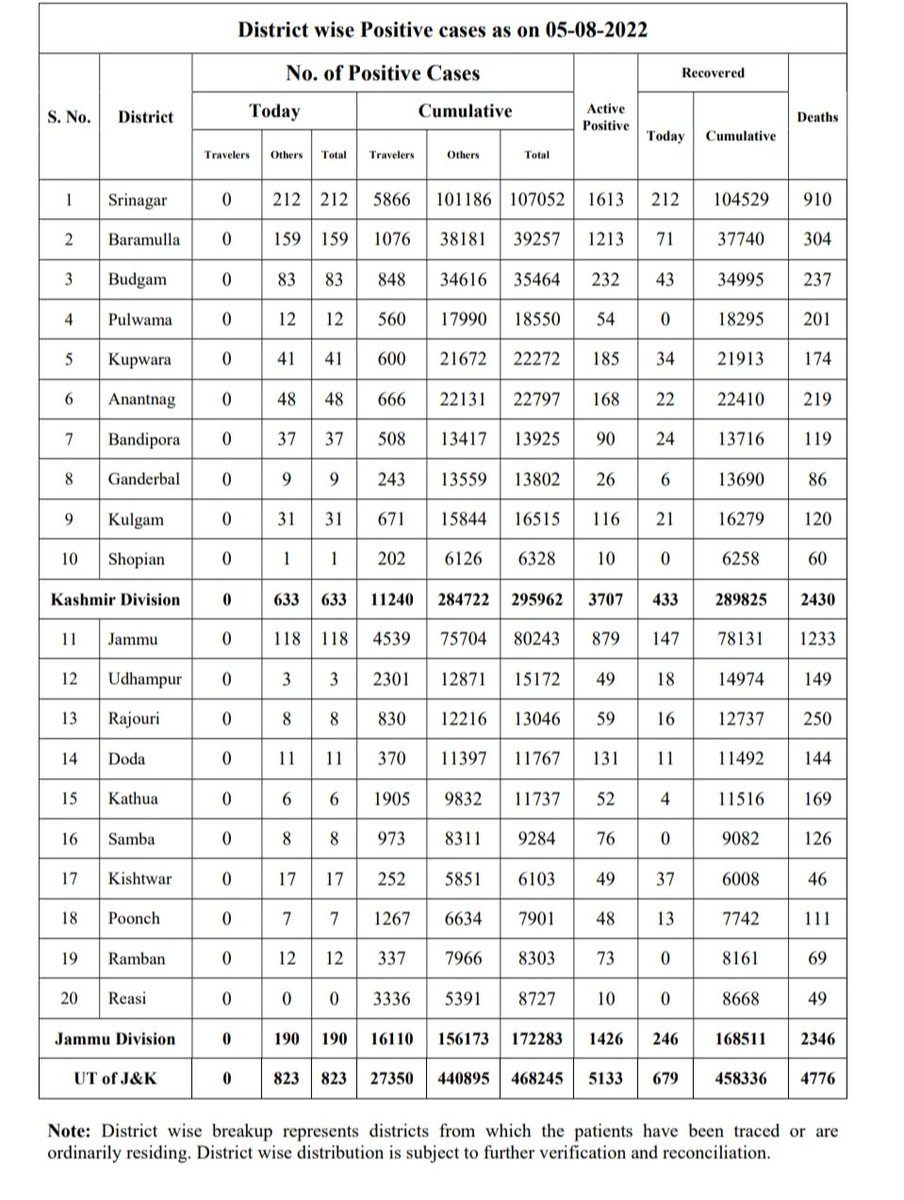 District wise Positive cases as on 05-08-2022
S. No. District No. of Positive Cases Active Positive Recovered Deaths
Today Cumulative Today Cumulative
Travelers Others Total Travelers Others Total
1 Srinagar 0 212 212 5866 101186 107052 1613 212 104529 910
2 Baramulla 0 159 159 1076 38181 39257 1213 71 37740 304
3 Budgam 0 83 83 848 34616 35464 232 43 34995 237
4 Pulwama 0 12 12 560 17990 18550 54 0 18295 201
5 Kupwara 0 41 41 600 21672 22272 185 34 21913 174
6 Anantnag 0 48 48 666 22131 22797 168 22 22410 219
7 Bandipora 0 37 37 508 13417 13925 90 24 13716 119
8 Ganderbal 0 9 9 243 13559 13802 26 6 13690 86
9 Kulgam 0 31 31 671 15844 16515 116 21 16279 120
10 Shopian 0 1 1 202 6126 6328 10 0 6258 60
Kashmir Division 0 633 633 11240 284722 295962 3707 433 289825 2430
11 Jammu 0 118 118 4539 75704 80243 879 147 78131 1233
12 Udhampur 0 3 3 2301 12871 15172 49 18 14974 149
13 Rajouri 0 8 8 830 12216 13046 59 16 12737 250
14 Doda 0 11 11 370 11397 11767 131 11 11492 144
15 Kathua 0 6 6 1905 9832 11737 52 4 11516 169
16 Samba 0 8 8 973 8311 9284 76 0 9082 126
17 Kishtwar 0 17 17 252 5851 6103 49 37 6008 46
18 Poonch 0 7 7 1267 6634 7901 48 13 7742 111
19 Ramban 0 12 12 337 7966 8303 73 0 8161 69
20 Reasi 0 0 0 3336 5391 8727 10 0 8668 49
Jammu Division 0 190 190 16110 156173 172283 1426 246 168511 2346
UT of J&K 0 823 823 27350 440895 468245 5133 679 458336 4776
Note: District wise breakup represents districts from which the patients have been traced or are
ordinarily residing. District wise distribution is subject to further verification and reconciliation.